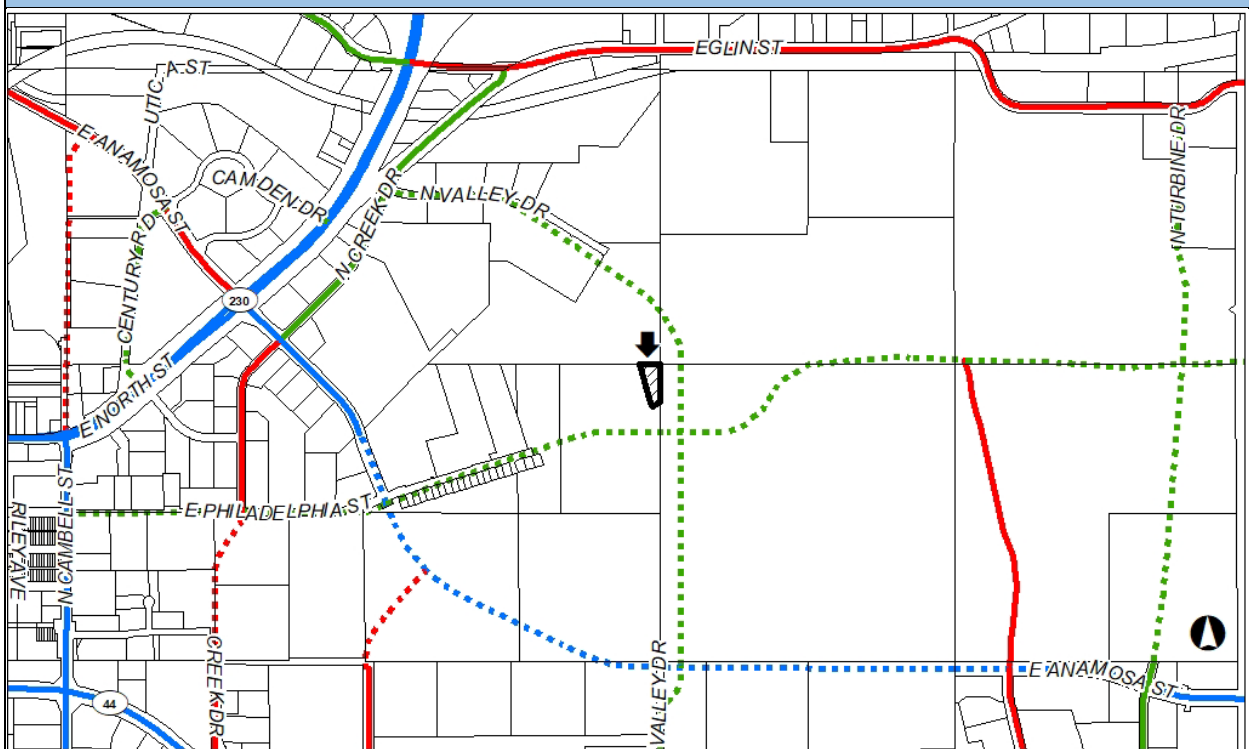 EGLIN ST
UTICA ST
E ANAMOSA ST
CAMDEN DR
N CREEK DR
N VALLEY DR
N TURBINE DR
CENTURY RD
230
E NORTH ST
E PHILADELPHIA ST
N CAMBELL ST
RILEY AVE
CREEK DR
VALLEY DR
E ANAMOSA ST
44